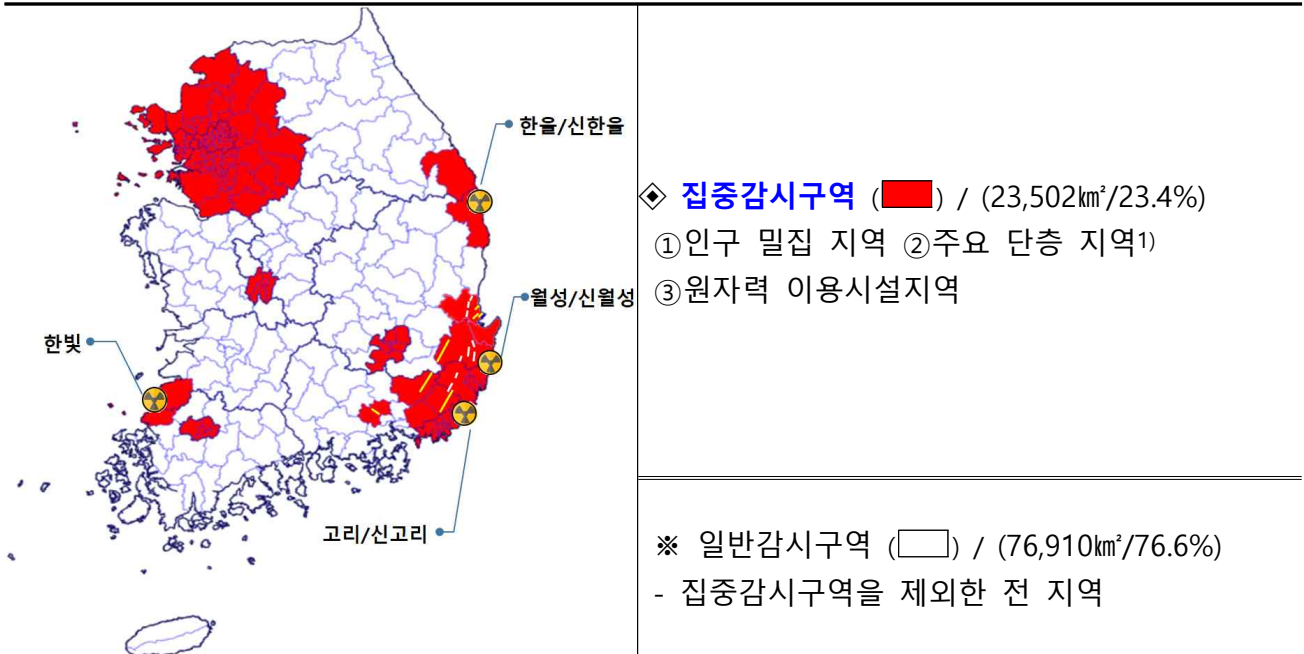 한울/신한울
월성/신월성
한빛
고리/신고리
◈ 집중감시구역 ( ) / (23,502㎢/23.4%)
①인구 밀집 지역 ②주요 단층 지역1)
③원자력 이용시설지역
※ 일반감시구역 ( ) / (76,910㎢/76.6%)
- 집중감시구역을 제외한 전 지역